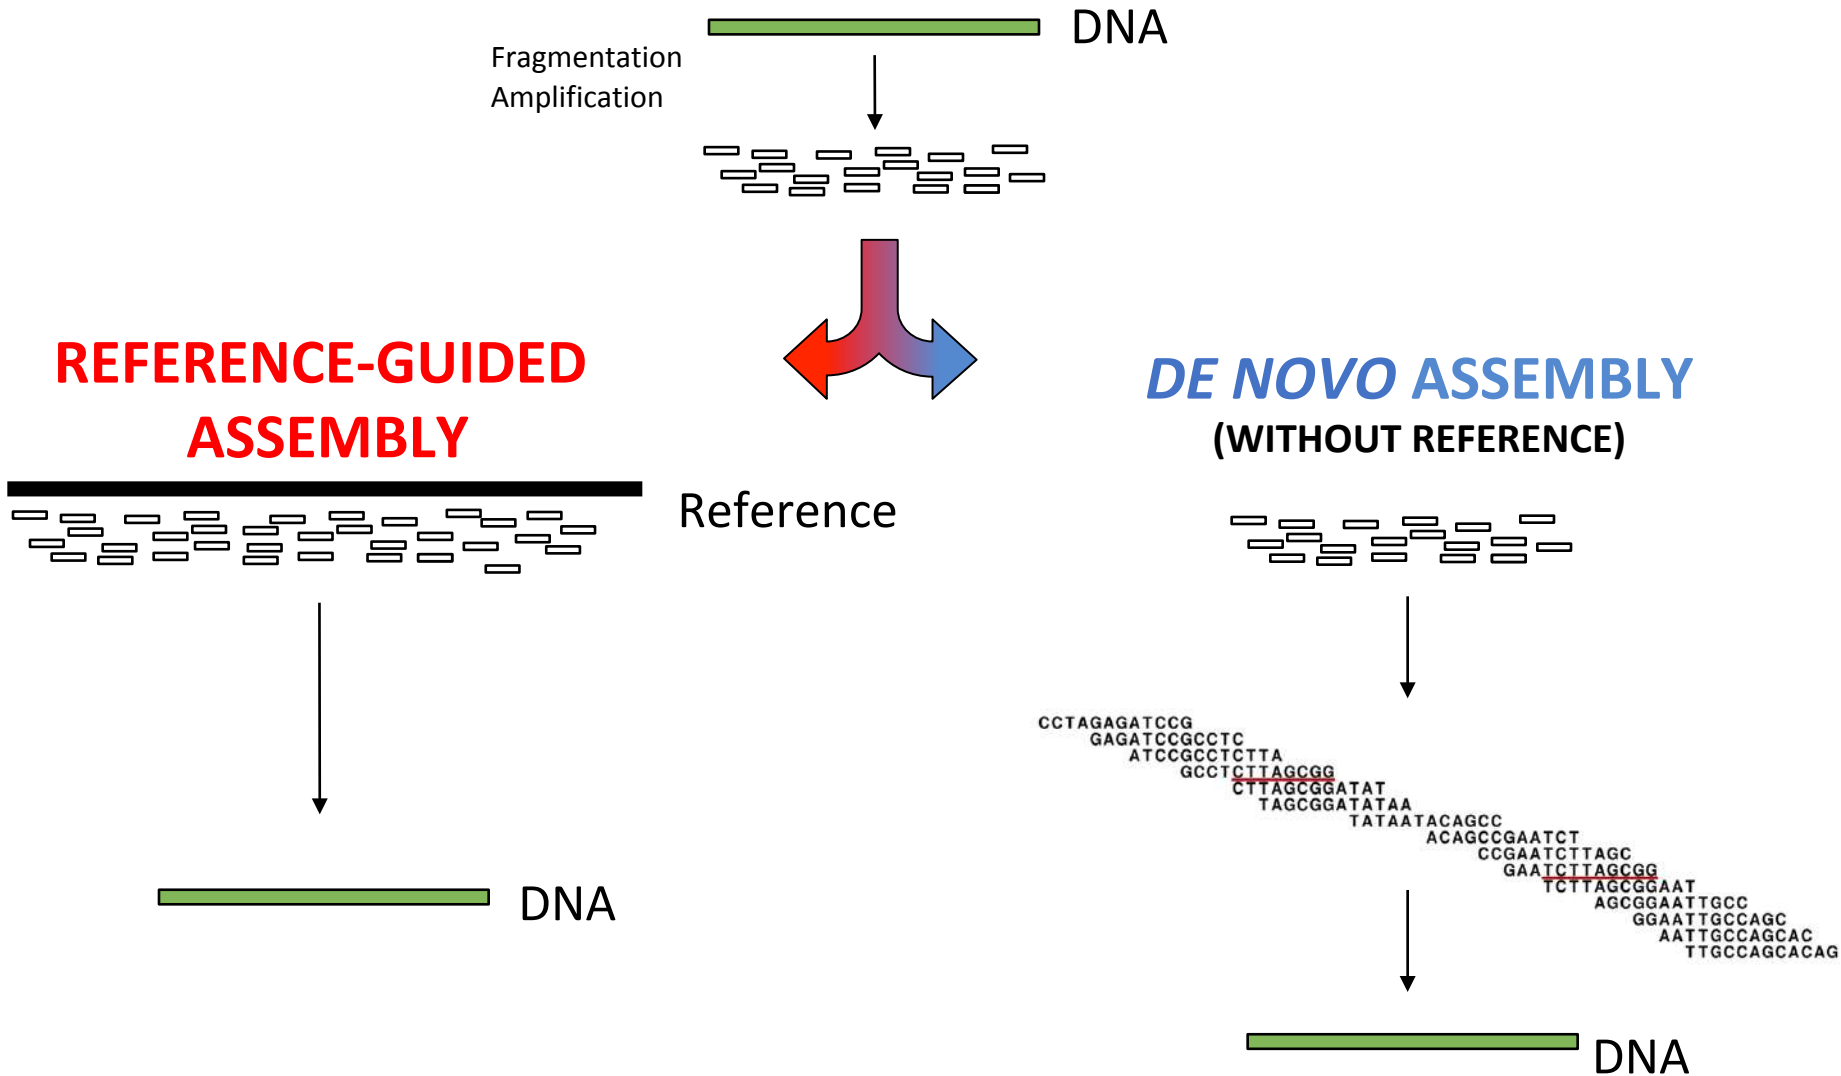 DNA
Fragmentation
Amplification
REFERENCE-GUIDED
ASSEMBLY
Reference
DNA
DE NOVO ASSEMBLY
(WITHOUT REFERENCE)
CCTAGAGATCCG
GAGATCCGCCTC
ATCCGCCTCTTA
GCCTCTTAGCGG
CTTAGCGGATAT
TAGCGGATATAA
TATAATACAGCC
ACAGCCGAATCT
CCGAATCTTAGC
GAATCTTAGCGG
TCTTAGCGGAAT
AGCGGAATTGCC
GGAATTGCCAGC
AATTGCCAGCAC
TTGCCAGCACAG
DNA